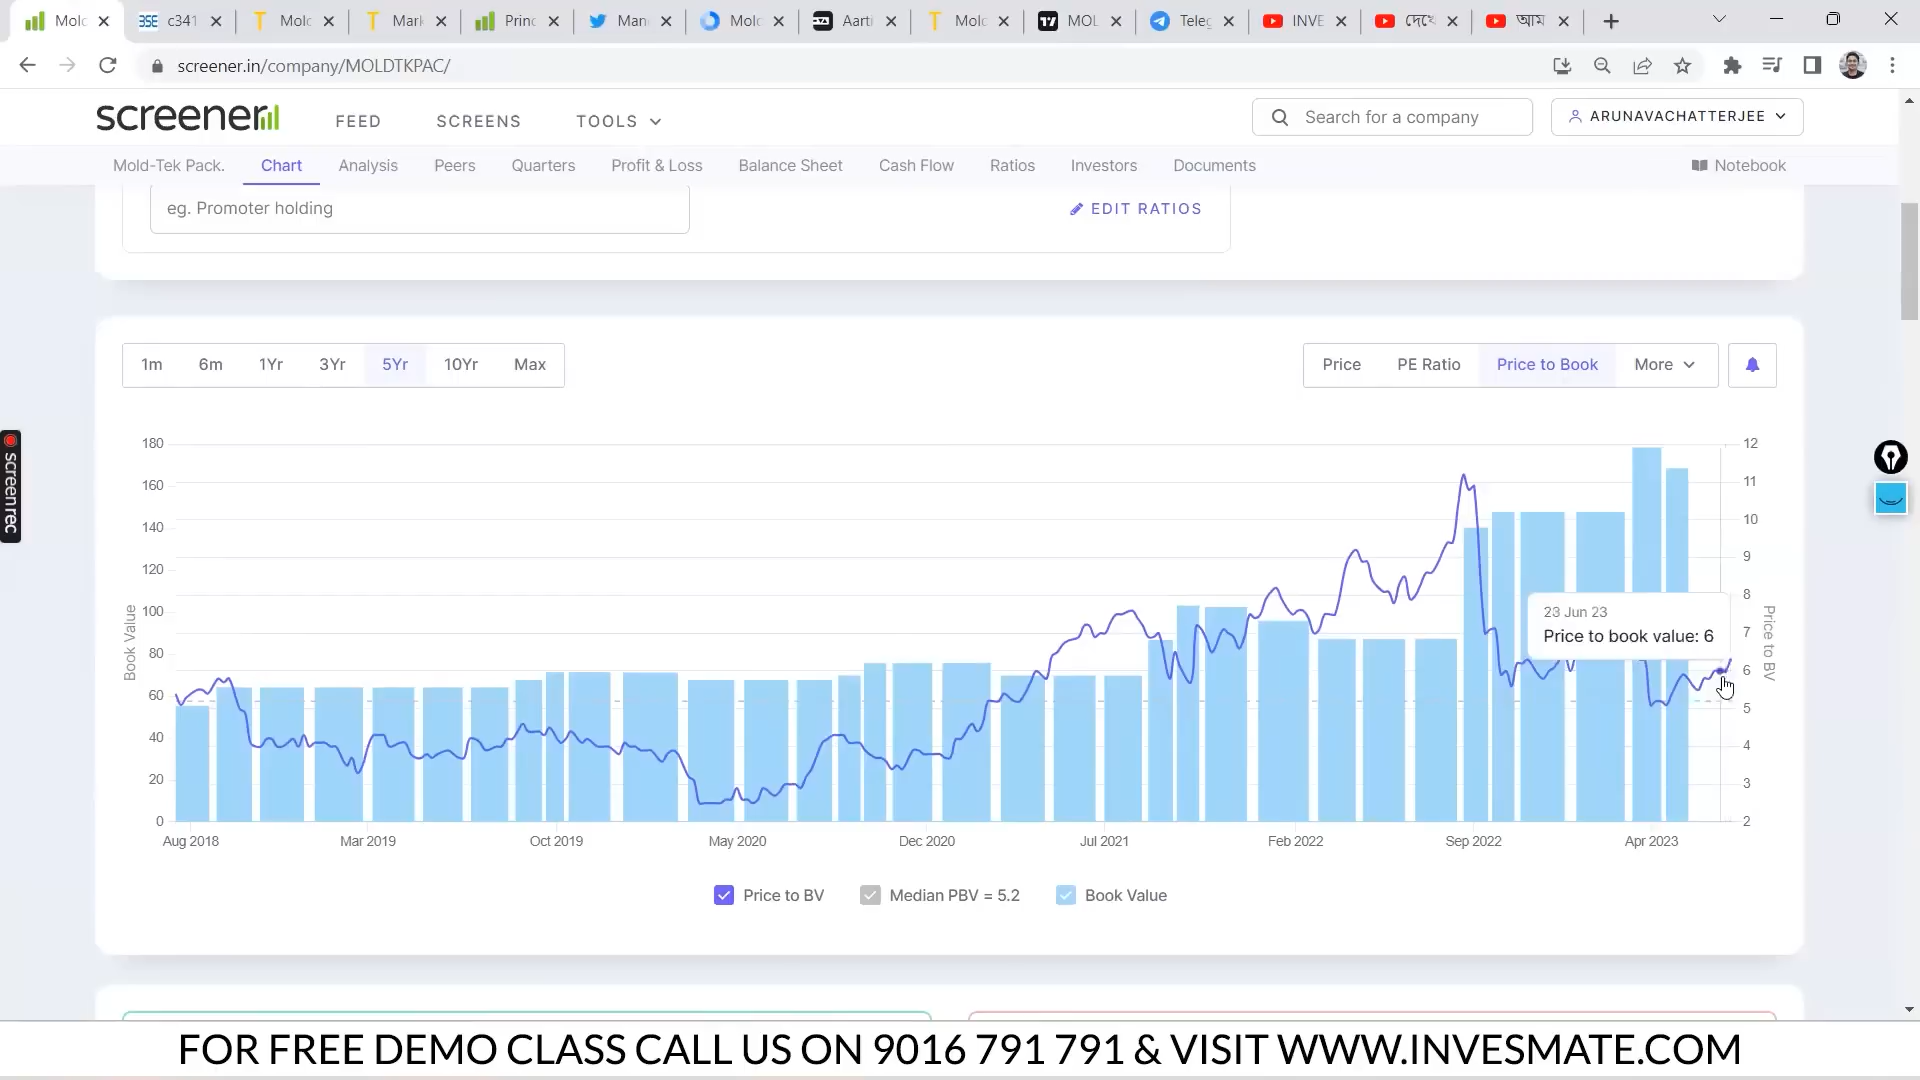 Mold
c341
Mold
Mark
Princ
Man
Mold
Aarti
Mold
MOL
Teleg
INVE
দেখে
আম
screener.in/company/MOLDTKPAC/
screener
FEED
SCREENS
TOOLS
Search for a company
ARUNAVACHATTERJEE
Mold-Tek Pack.
Chart
Analysis
Peers
Quarters
Profit & Loss
Balance Sheet
Cash Flow
Ratios
Investors
Documents
Notebook
eg. Promoter holding
EDIT RATIOS
1m
6m
1Yr
3Yr
5Yr
10Yr
Max
Price
PE Ratio
Price to Book
More
180
160
140
120
100
80
60
40
20
0
Book Value
12
11
10
9
8
7
6
5
4
3
2
Price to BV
23 Jun 23
Price to book value: 6
Aug 2018
Mar 2019
Oct 2019
May 2020
Dec 2020
Jul 2021
Feb 2022
Sep 2022
Apr 2023
Price to BV
Median PBV = 5.2
Book Value
screenrec
FOR FREE DEMO CLASS CALL US ON 9016 791 791 & VISIT WWW.INVESMATE.COM